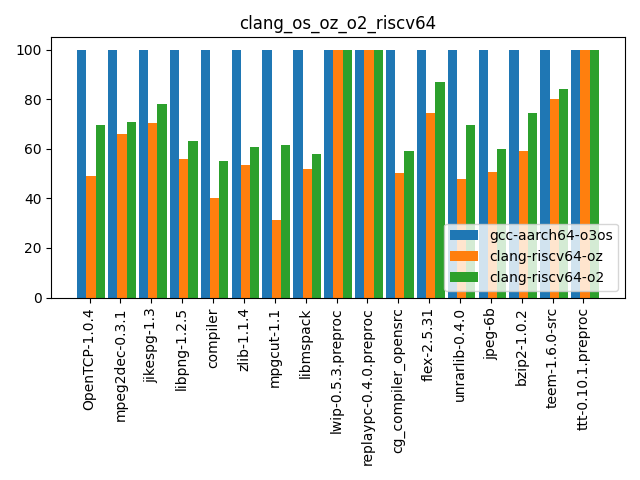 clang_os_oz_o2_riscv64
100
80
60
40
20
0
gcc-aarch64-o3os
clang-riscv64-oz
clang-riscv64-o2
OpenTCP-1.0.4
mpeg2dec-0.3.1
jikespg-1.3
libpng-1.2.5
compiler
zlib-1.1.4
mpgcut-1.1
libmspack
lwip-0.5.3.preproc
replaypc-0.4.0.preproc
cg_compiler_opensrc
flex-2.5.31
unrarlib-0.4.0
jpeg-6b
bzip2-1.0.2
teem-1.6.0-src
ttt-0.10.1.preproc